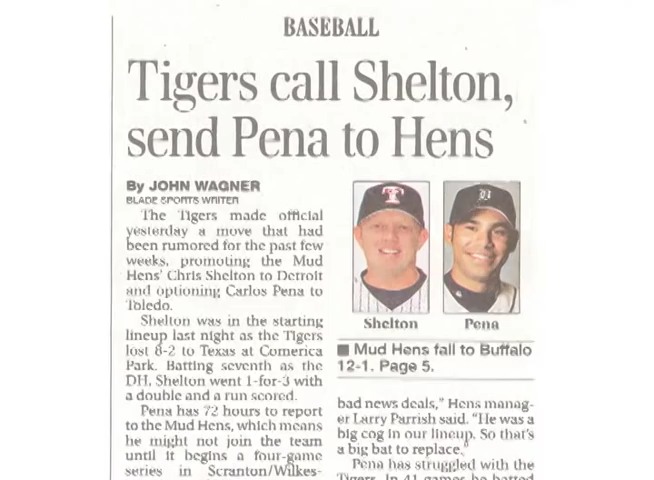 BASEBALL
Tigers call Shelton,
send Pena to Hens
By JOHN WAGNER
BLADE SPORTS WRITER
The Tigers made official
yesterday a move that had
been rumored for the past few
weeks, promoting the Mud
Hens' Chris Shelton to Detroit
and optioning Carlos Pena to
Toledo.
Shelton was in the starting
lineup last night as the Tigers
lost 8-2 to Texas at Comerica
Park. Batting seventh as the
DH, Shelton went 1-for-3 with
a double and a run scored.
Pena has 72 hours to report
to the Mud Hens, which means
he might not join the team
until it begins a four-game
series in Scranton/Wilkes-
T
D
Shelton
Pena
■ Mud Hens fall to Buffalo
12-1. Page 5.
bad news deals,” Hens manag-
er Larry Parrish said. “He was a
big cog in our lineup. So that's
a big bat to replace.”
Pena has struggled with the
Tigers. In 41 games he batted